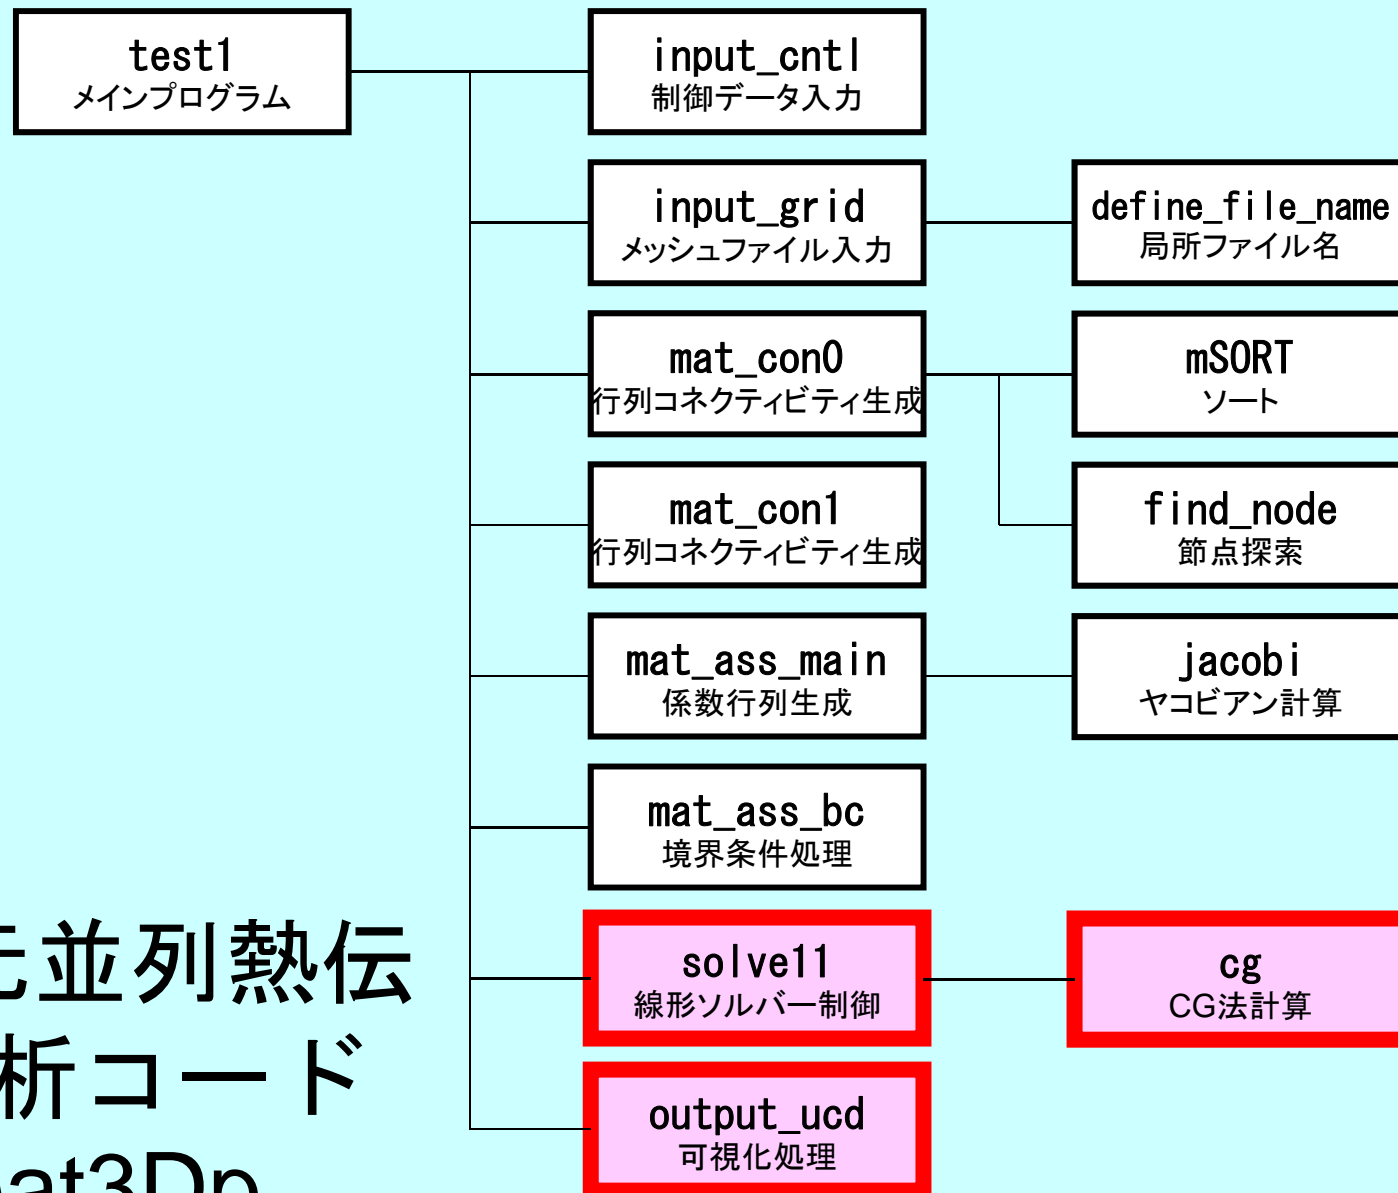 test1
メインプログラム
input_cntl
制御データ入力
input_grid
メッシュファイル入力
define_file_name
局所ファイル名
mat_con0
行列コネクティビティ生成
mSORT
ソート
mat_con1
行列コネクティビティ生成
find_node
節点探索
mat_ass_main
係数行列生成
jacobi
ヤコビアン計算
mat_ass_bc
境界条件処理
solve11
線形ソルバー制御
cg
CG法計算
output_ucd
可視化処理
元並列熱伝
析コード
at3Dp